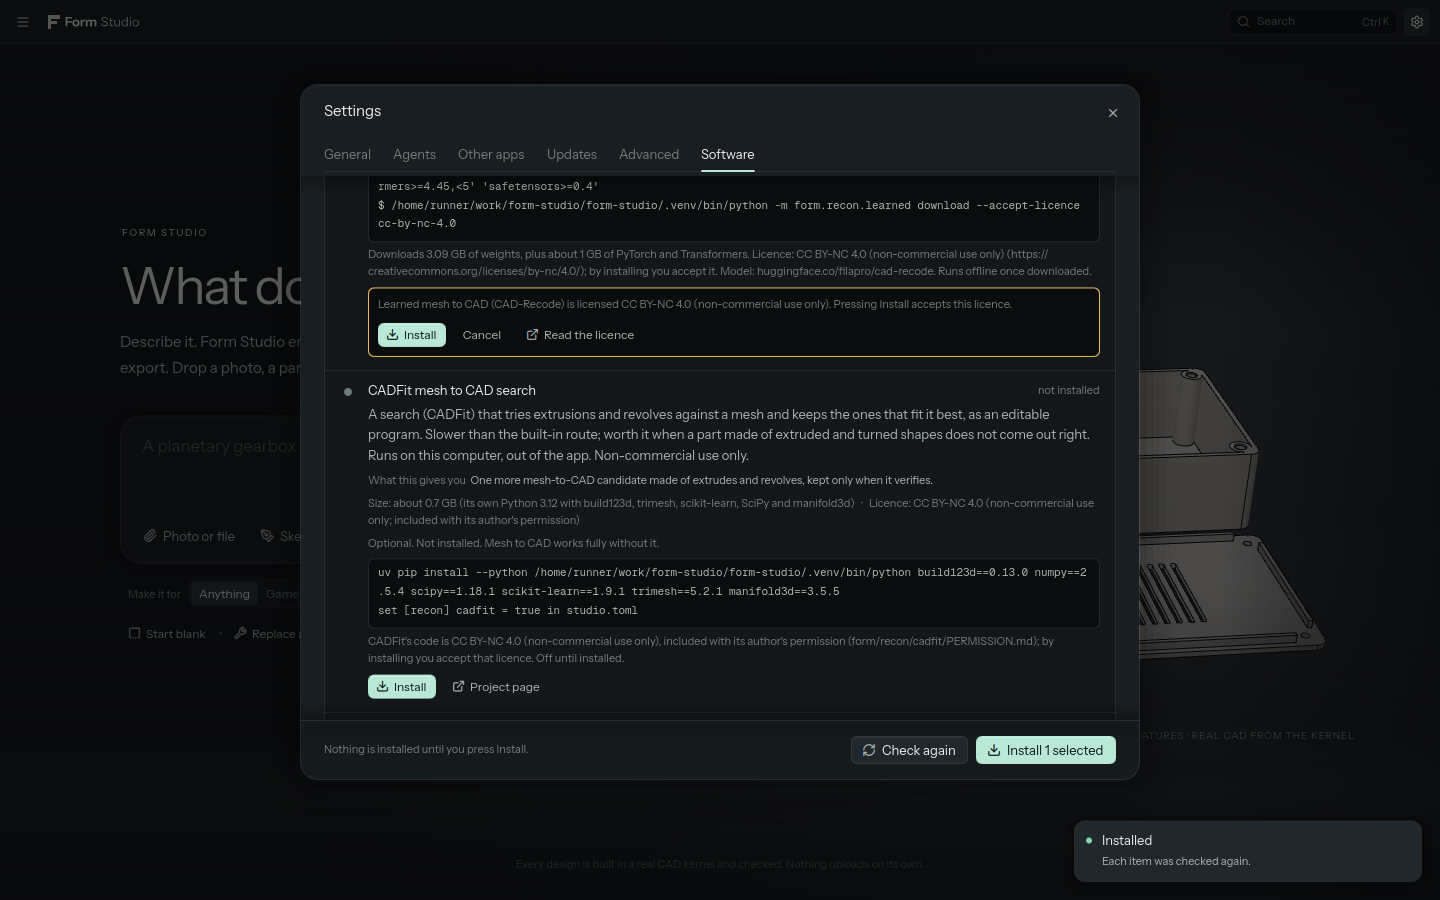 Form Studio
Search
Ctrl K
Settings
General
Agents
Other apps
Updates
Advanced
Software
rmers>=4.45,<5' 'safetensors>=0.4'
$ /home/runner/work/form-studio/form-studio/.venv/bin/python -m form.recon.learned download --accept-licence
cc-by-nc-4.0
Downloads 3.09 GB of weights, plus about 1 GB of PyTorch and Transformers. Licence: CC BY-NC 4.0 (non-commercial use only) (https://
creativecommons.org/licenses/by-nc/4.0/); by installing you accept it. Model: huggingface.co/filapro/cad-recode. Runs offline once downloaded.
Learned mesh to CAD (CAD-Recode) is licensed CC BY-NC 4.0 (non-commercial use only). Pressing Install accepts this licence.
Install
Cancel
Read the licence
CADFit mesh to CAD search
not installed
A search (CADFit) that tries extrusions and revolves against a mesh and keeps the ones that fit it best, as an editable
program. Slower than the built-in route; worth it when a part made of extruded and turned shapes does not come out right.
Runs on this computer, out of the app. Non-commercial use only.
What this gives you One more mesh-to-CAD candidate made of extrudes and revolves, kept only when it verifies.
Size: about 0.7 GB (its own Python 3.12 with build123d, trimesh, scikit-learn, SciPy and manifold3d) · Licence: CC BY-NC 4.0 (non-commercial use
only; included with its author's permission)
Optional. Not installed. Mesh to CAD works fully without it.
uv pip install --python /home/runner/work/form-studio/form-studio/.venv/bin/python build123d==0.13.0 numpy==2
.5.4 scipy==1.18.1 scikit-learn==1.9.1 trimesh==5.2.1 manifold3d==3.5.5
set [recon] cadfit = true in studio.toml
CADFit's code is CC BY-NC 4.0 (non-commercial use only), included with its author's permission (form/recon/cadfit/PERMISSION.md); by
installing you accept that licence. Off until installed.
Install
Project page
Nothing is installed until you press Install.
Check again
Install 1 selected
FORM STUDIO
What do
Describe it. Form Studio en
export. Drop a photo, a par
A planetary gearbox
Photo or file
Ske
Make it for
Anything
Game
Start blank
Replace a
ATURES · REAL CAD FROM THE KERNEL
Every design is built in a real CAD kernel and checked. Nothing uploads on its own.
Installed
Each item was checked again.